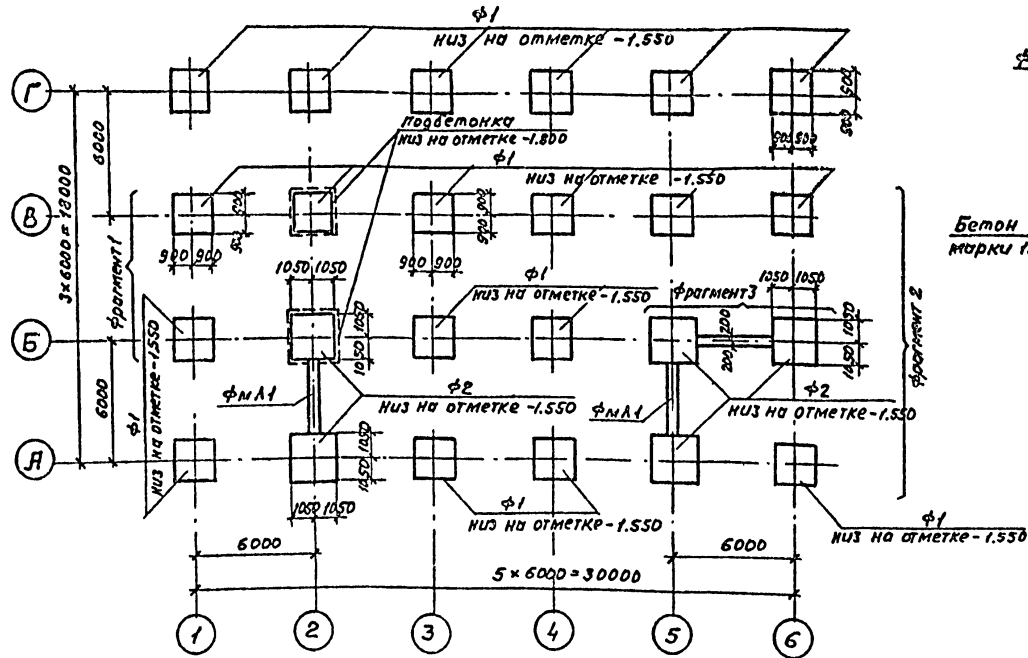 ф1
низ на отметке -1.550
Г
500
500
500 500
6000
3х6000=18000
подбетонка
низ на отметке -1.800
ф1
низ на отметке -1.550
В
900
900
900 900
900 900
900 900
Бетон
марки 1
фрагмент 1
фрагмент 2
1050 1050
1050
1050
ф1
низ на отметке -1.550
фрагмент 3
1050 1050
200
200
1050
1050
Б
ф1
низ на отметке -1.550
6000
ФмА1
ф2
низ на отметке -1.550
ФмА1
ф2
низ на отметке -1.550
А
1050
1050
1050 1050
ф1
низ на отметке -1.550
ф1
низ на отметке -1.550
6000
6000
5 х 6000=30000
1
2
3
4
5
6